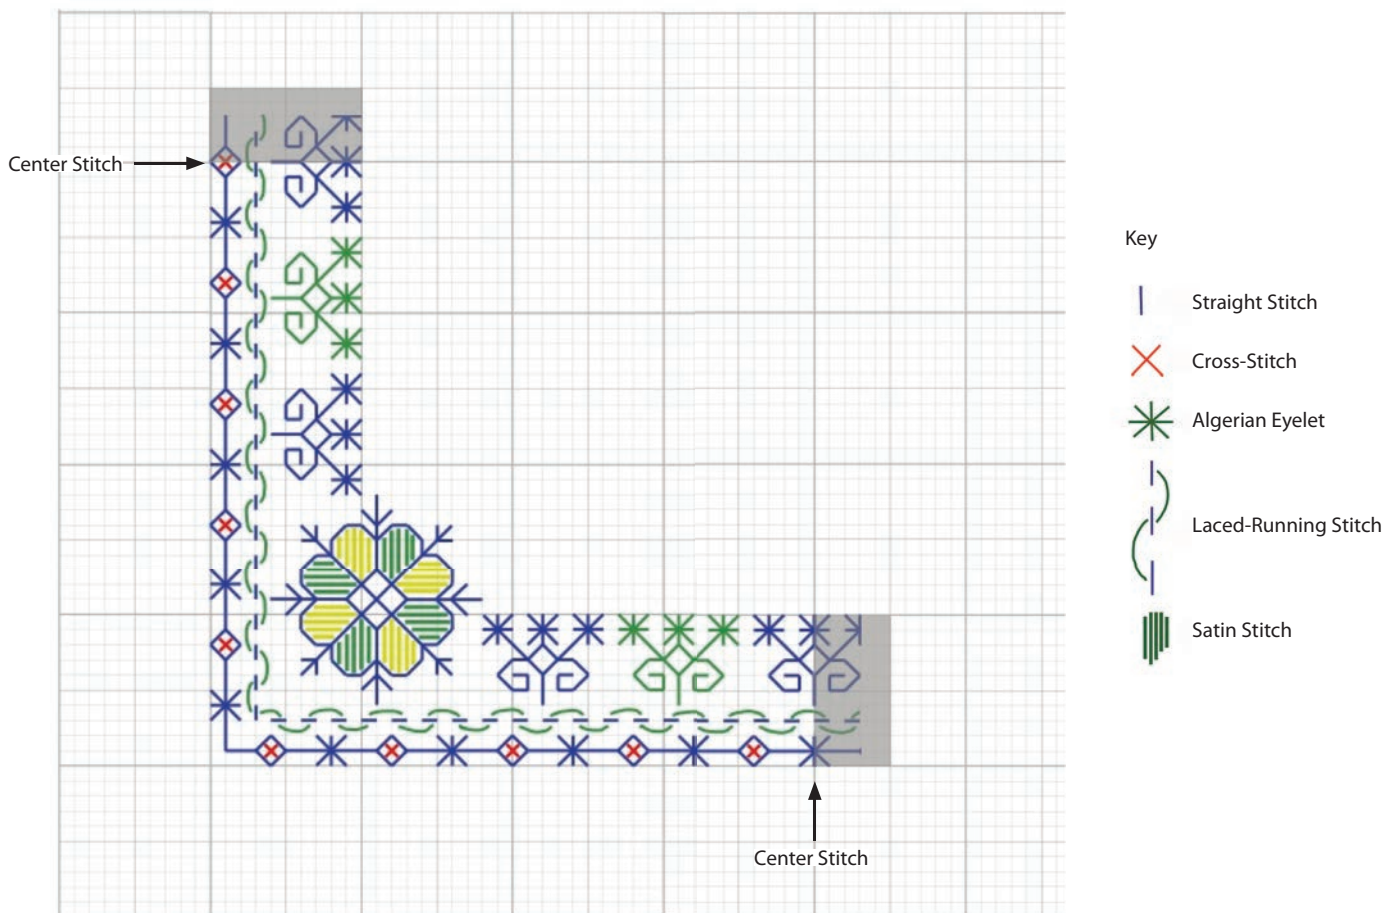 Center Stitch
Key
Straight Stitch
Cross-Stitch
Algerian Eyelet
Laced-Running Stitch
Satin Stitch
Center Stitch